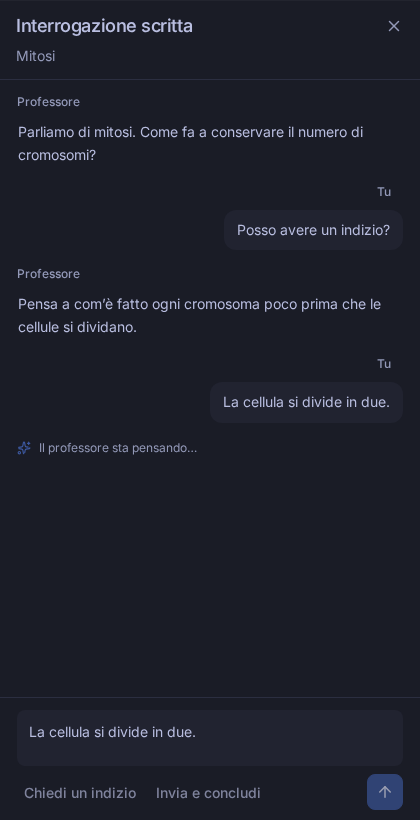 Interrogazione scritta
Mitosi
Professore
Parliamo di mitosi. Come fa a conservare il numero di
cromosomi?
Tu
Posso avere un indizio?
Professore
Pensa a com’è fatto ogni cromosoma poco prima che le
cellule si dividano.
Tu
La cellula si divide in due.
Il professore sta pensando...
La cellula si divide in due.
Chiedi un indizio
Invia e concludi